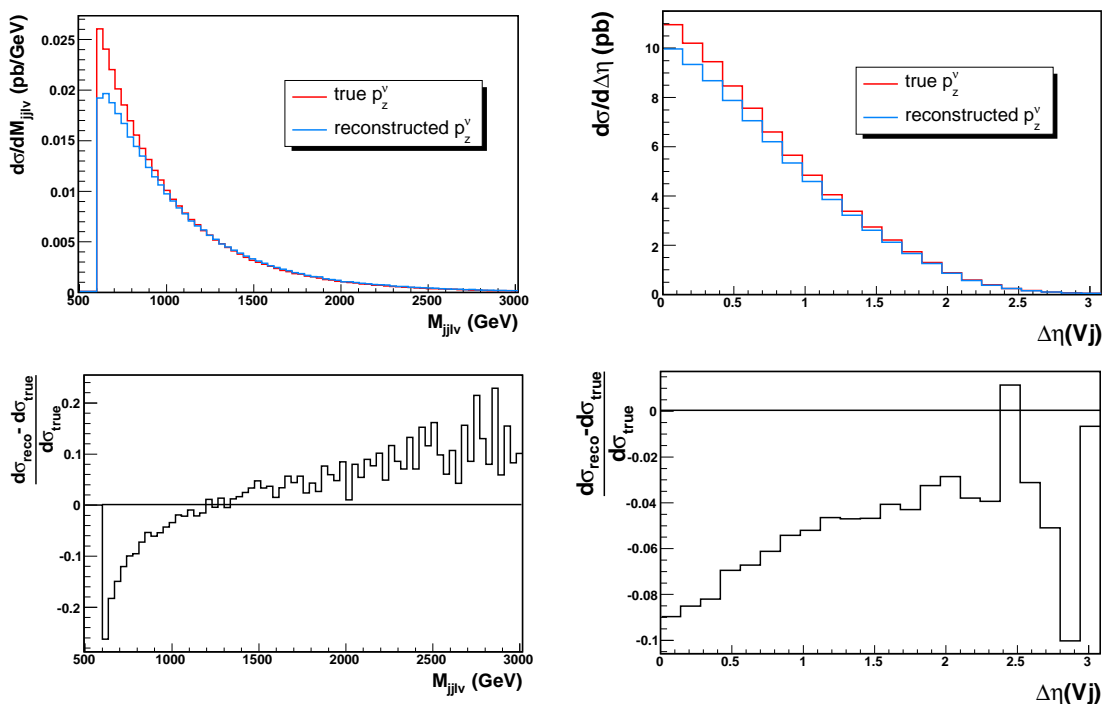 dσ/dM_jjlν (pb/GeV)
0.025
0.02
0.015
0.01
0.005
0
true p_z^ν
reconstructed p_z^ν
500 1000 1500 2000 2500 3000
M_jjlν (GeV)
dσ/dΔη (pb)
10
8
6
4
2
0
true p_z^ν
reconstructed p_z^ν
0 0.5 1 1.5 2 2.5 3
Δη(Vj)
dσ_reco - dσ_true
dσ_true
0.2
0.1
0
-0.1
-0.2
500 1000 1500 2000 2500 3000
M_jjlν (GeV)
dσ_reco-dσ_true
dσ_true
0
-0.02
-0.04
-0.06
-0.08
-0.1
0 0.5 1 1.5 2 2.5 3
Δη(Vj)